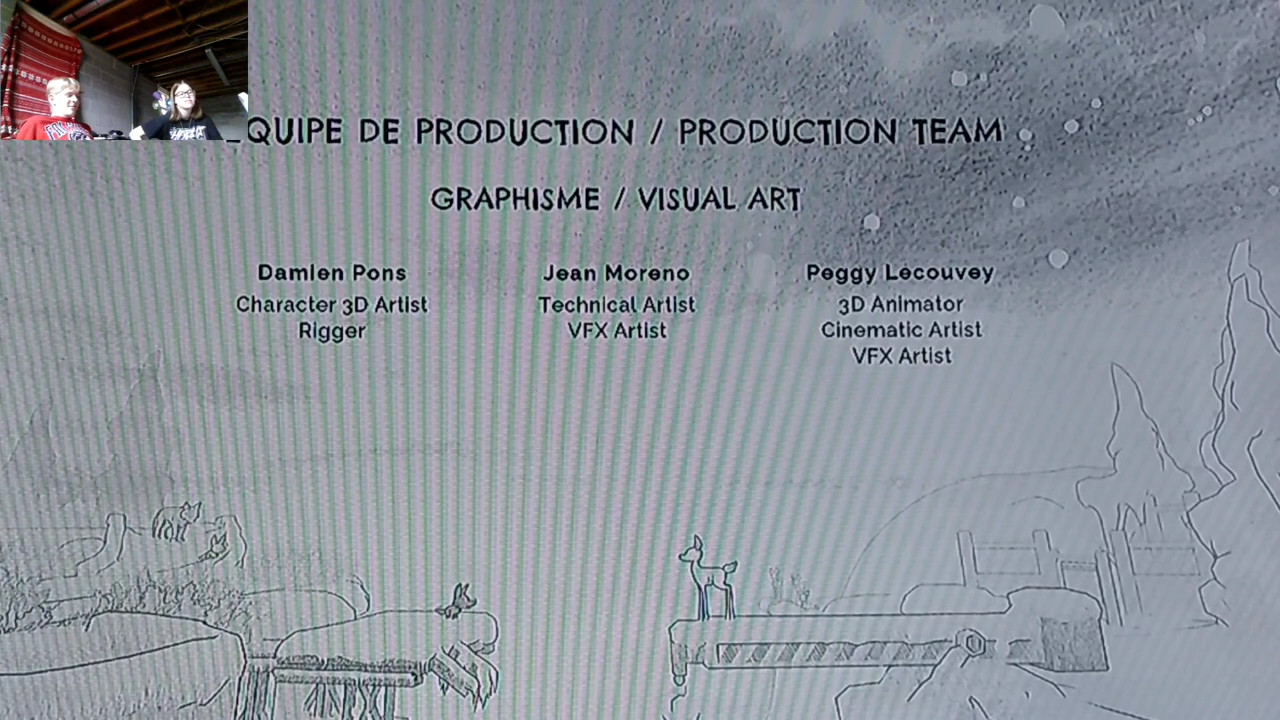 QUIPE DE PRODUCTION / PRODUCTION TEAM
GRAPHISME / VISUAL ART
Damien Pons
Character 3D Artist
Rigger
Jean Moreno
Technical Artist
VFX Artist
Peggy Lécouvey
3D Animator
Cinematic Artist
VFX Artist